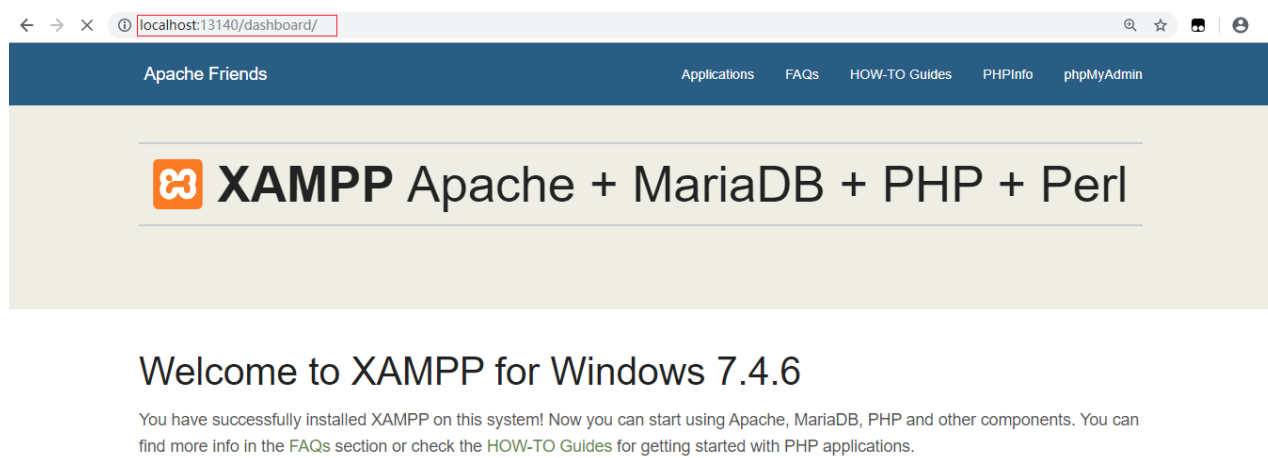 localhost:13140/dashboard/
Apache Friends Applications FAQs HOW-TO Guides PHPInfo phpMyAdmin
XAMPP Apache + MariaDB + PHP + Perl
Welcome to XAMPP for Windows 7.4.6
You have successfully installed XAMPP on this system! Now you can start using Apache, MariaDB, PHP and other components. You can
find more info in the FAQs section or check the HOW-TO Guides for getting started with PHP applications.